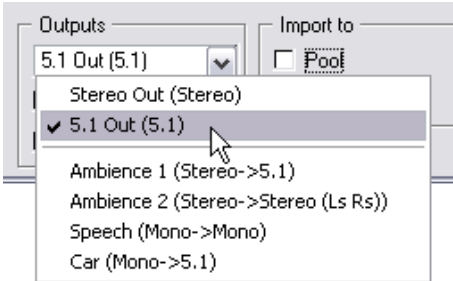 Outputs
Import to
5.1 Out (5.1)
Pool
Stereo Out (Stereo)
5.1 Out (5.1)
Ambience 1 (Stereo->5.1)
Ambience 2 (Stereo->Stereo (Ls Rs))
Speech (Mono->Mono)
Car (Mono->5.1)